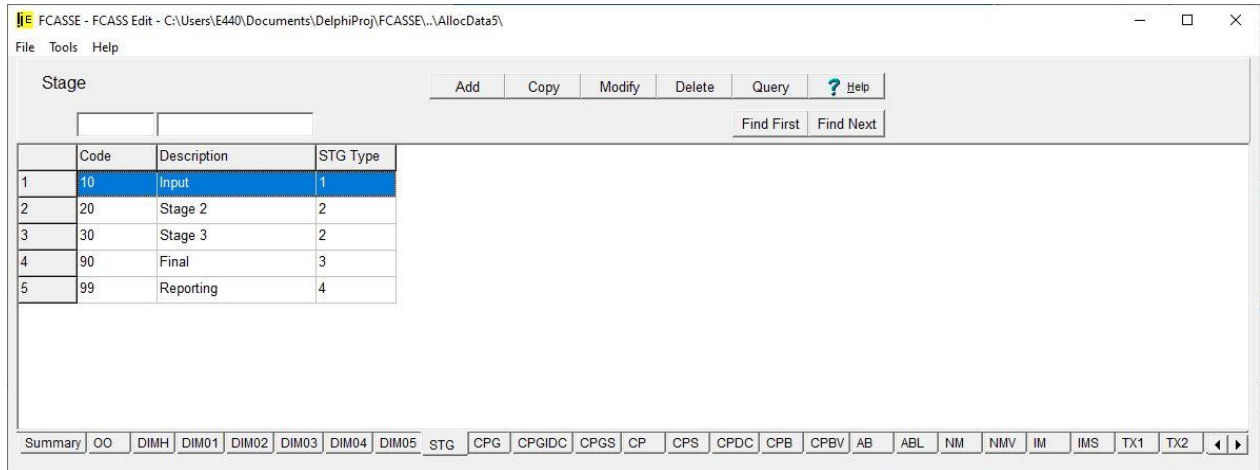 FCASSE - FCASS Edit - C:\Users\E440\Documents\DelphiProj\FCASSE\..\AllocData5\
File Tools Help
Stage Add Copy Modify Delete Query ? Help
Find First Find Next
Code Description STG Type
1 10 Input 1
2 20 Stage 2 2
3 30 Stage 3 2
4 90 Final 3
5 99 Reporting 4
Summary OO DIMH DIM01 DIM02 DIM03 DIM04 DIM05 STG CPG CPGIDC CPGS CP CPS CPDC CPB CPBV AB ABL NM NMV IM IMS TX1 TX2